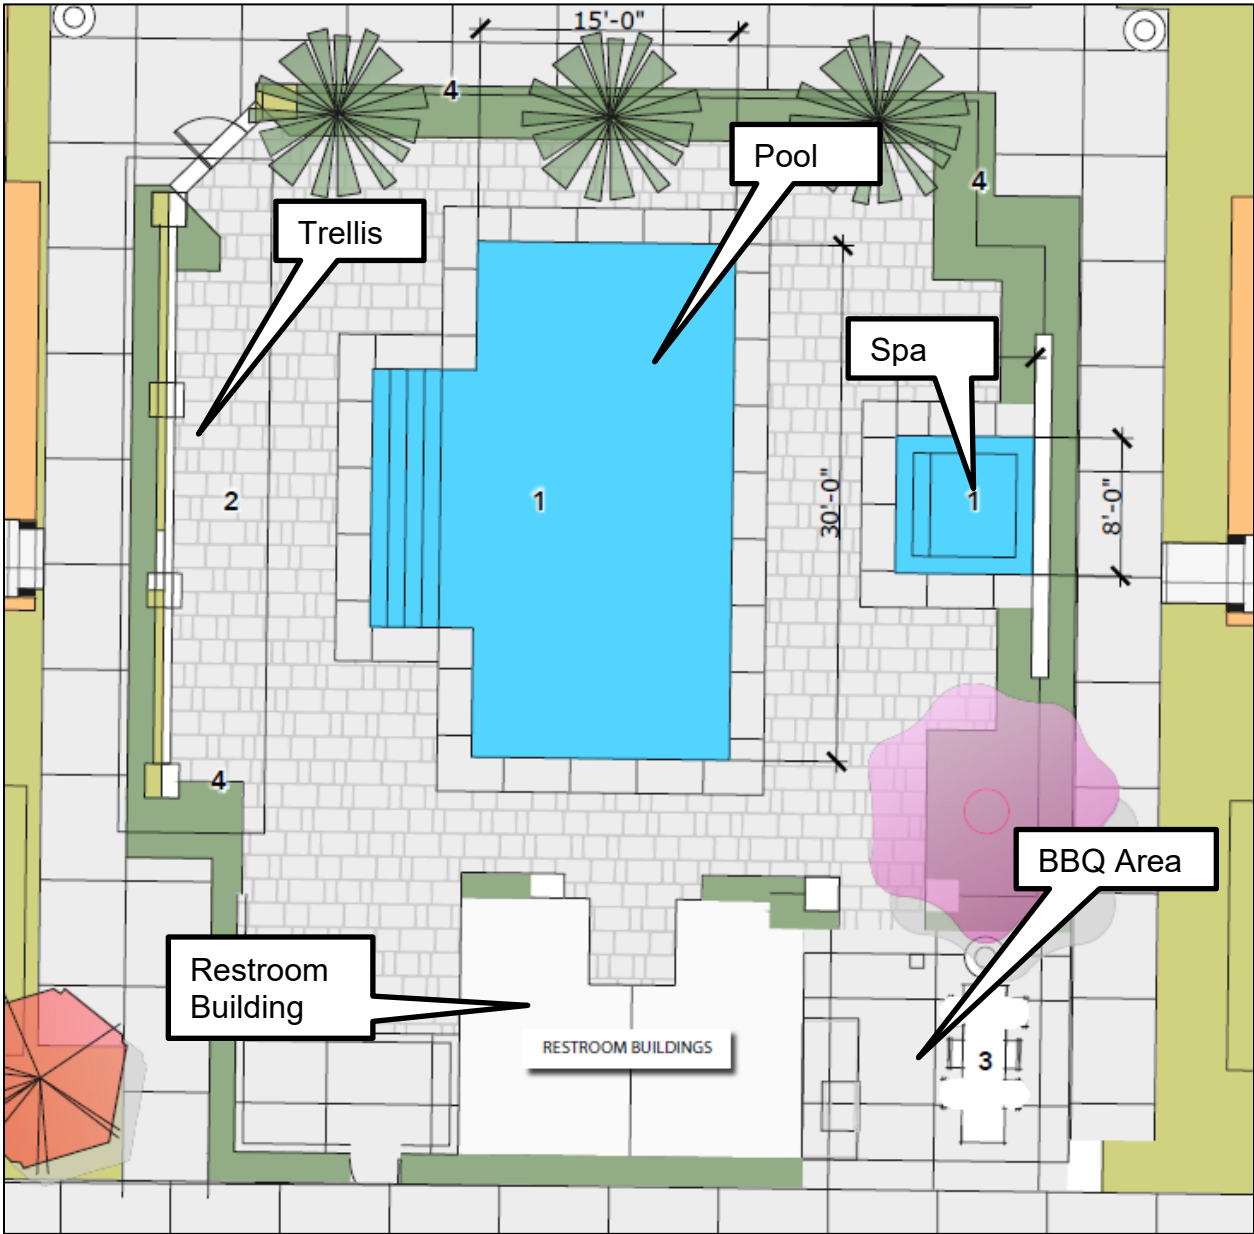 15'-0"
4
Pool
4
Trellis
Spa
2
1
30'-0"
1
8'-0"
4
BBQ Area
Restroom
Building
RESTROOM BUILDINGS
3